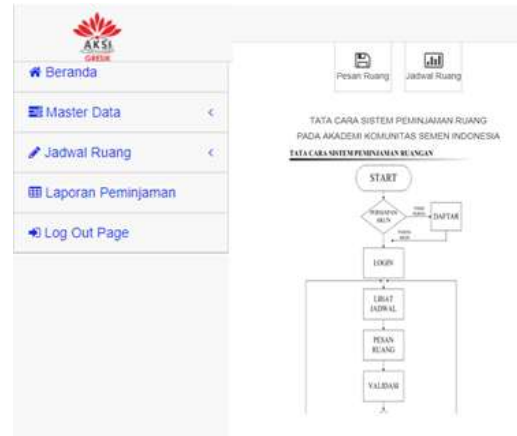 AKSI
GRESIK
Beranda
Master Data
Jadwal Ruang
Laporan Peminjaman
Log Out Page
Pesan Ruang
Jadwal Ruang
TATA CARA SISTEM PEMINJAMAN RUANG
PADA AKADEMI KOMUNITAS SEMEN INDONESIA
TATA CARA SISTEM PEMINJAMAN RUANGAN
START
AKUN
DAFTAR
LOGIN
LIHAT
JADWAL
PESAN
RUANG
VALIDASI